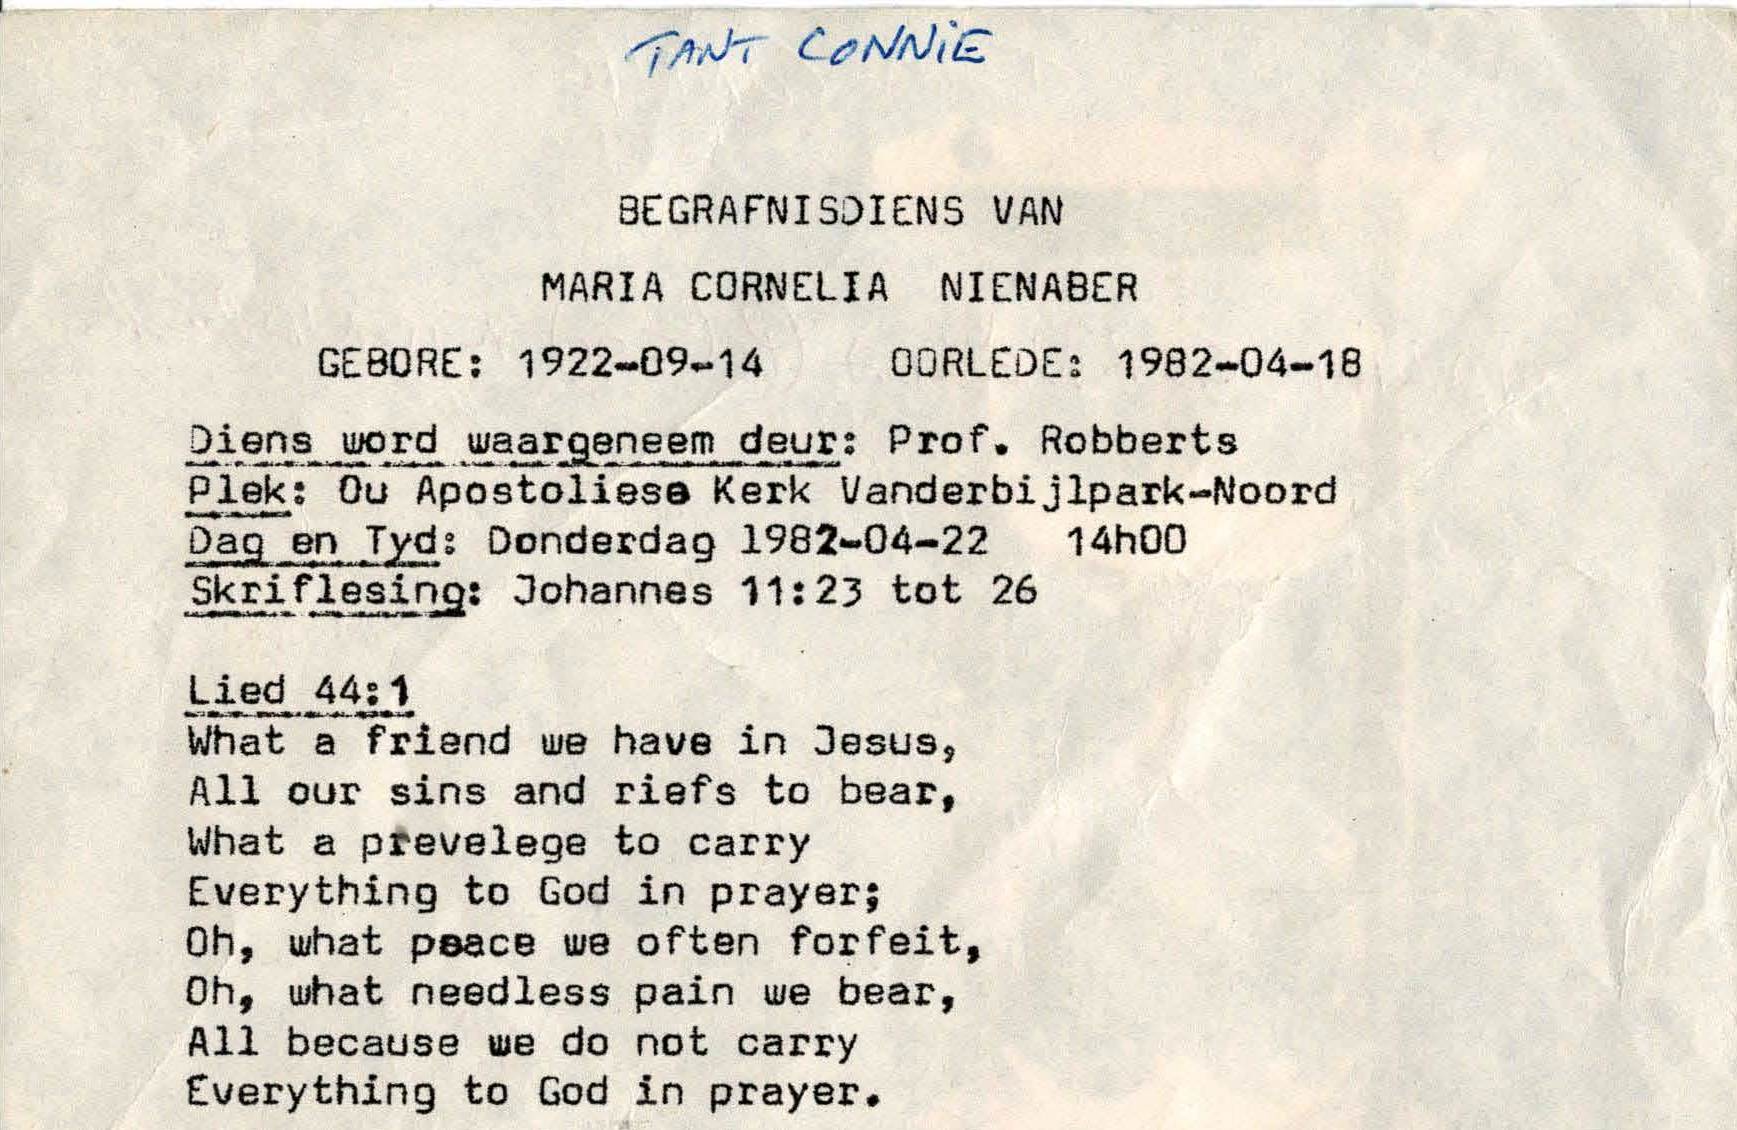 TANT CONNiE
BEGRAFNISDIENS VAN
MARIA CORNELIA NIENABER
GEBORE: 1922-09-14 OORLEDE: 1982-04-18
Diens word waargeneem deur: Prof. Robberts
Plek: Ou Apostoliese Kerk Vanderbijlpark-Noord
Dag en Tyd: Donderdag 1982-04-22 14h00
Skriflesing: Johannes 11:23 tot 26
Lied 44:1
What a friend we have in Jesus,
All our sins and riefs to bear,
What a prevelege to carry
Everything to God in prayer;
Oh, what peace we often forfeit,
Oh, what needless pain we bear,
All because we do not carry
Everything to God in prayer.